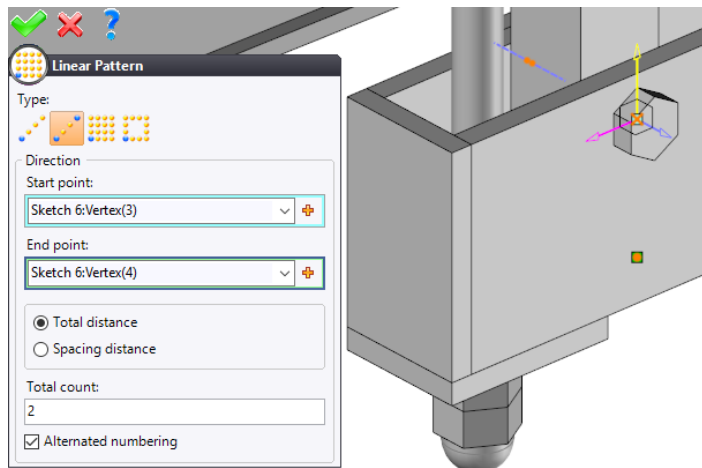 Linear Pattern
Type:
Direction
Start point:
Sketch 6:Vertex(3)
End point:
Sketch 6:Vertex(4)
Total distance
Spacing distance
Total count:
2
Alternated numbering